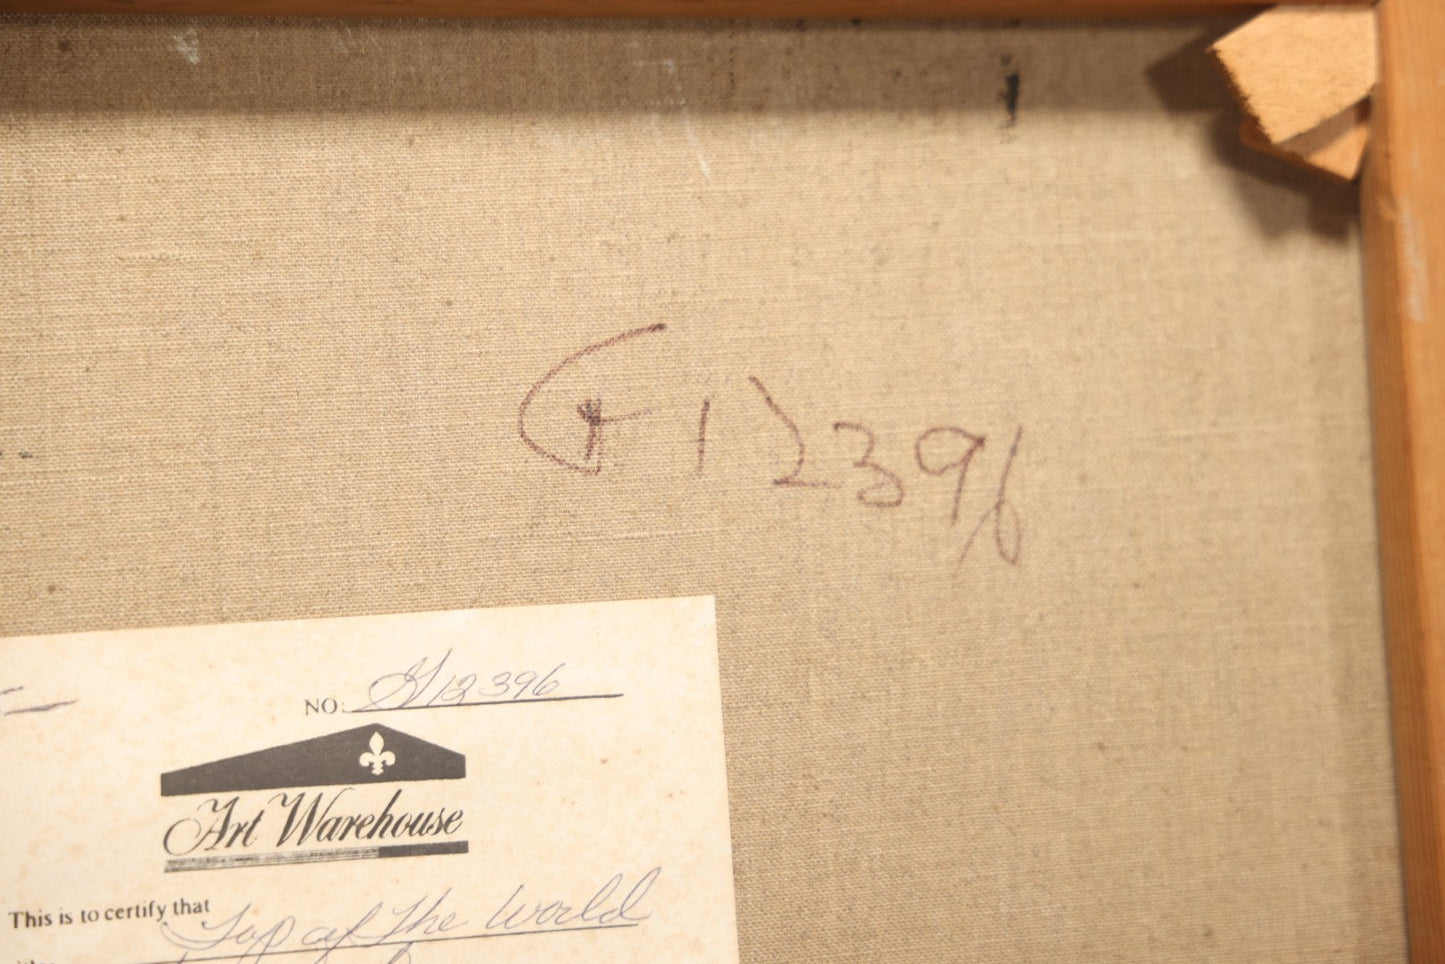 G12396
NO: G12396
Art Warehouse
This is to certify that Top of The World